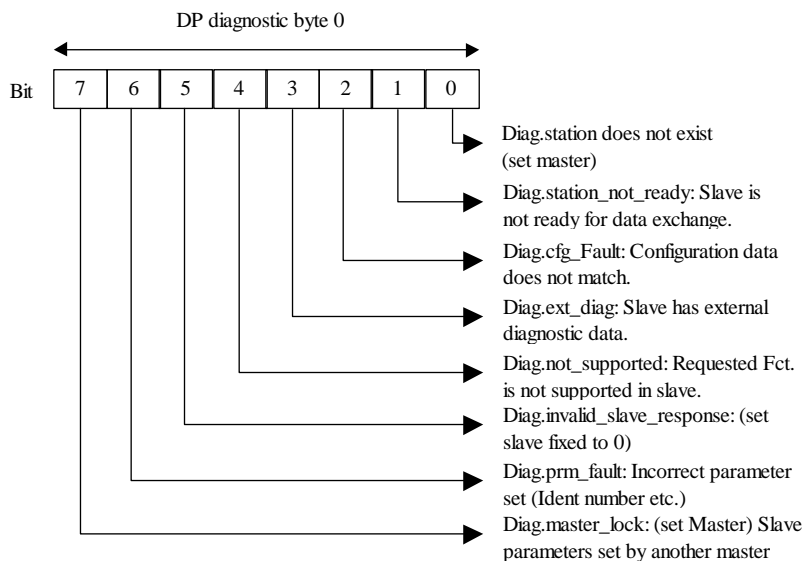 DP diagnostic byte 0
Bit 7 6 5 4 3 2 1 0
Diag.station does not exist
(set master)
Diag.station_not_ready: Slave is
not ready for data exchange.
Diag.cfg_Fault: Configuration data
does not match.
Diag.ext_diag: Slave has external
diagnostic data.
Diag.not_supported: Requested Fct.
is not supported in slave.
Diag.invalid_slave_response: (set
slave fixed to 0)
Diag.prm_fault: Incorrect parameter
set (Ident number etc.)
Diag.master_lock: (set Master) Slave
parameters set by another master